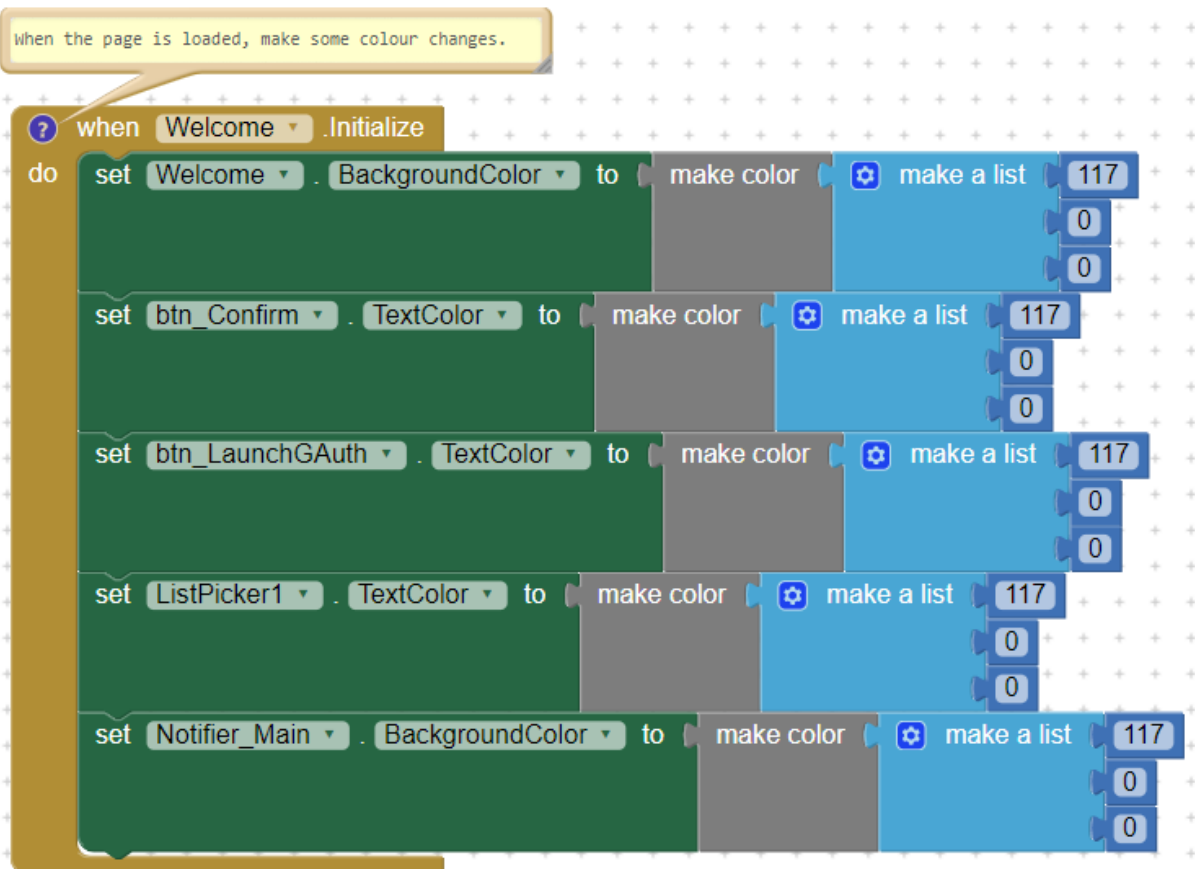 When the page is loaded, make some colour changes.
? when Welcome .Initialize
do set Welcome . BackgroundColor to make color make a list 117
0
0
set btn_Confirm . TextColor to make color make a list 117
0
0
set btn_LaunchGAuth . TextColor to make color make a list 117
0
0
set ListPicker1 . TextColor to make color make a list 117
0
0
set Notifier_Main . BackgroundColor to make color make a list 117
0
0